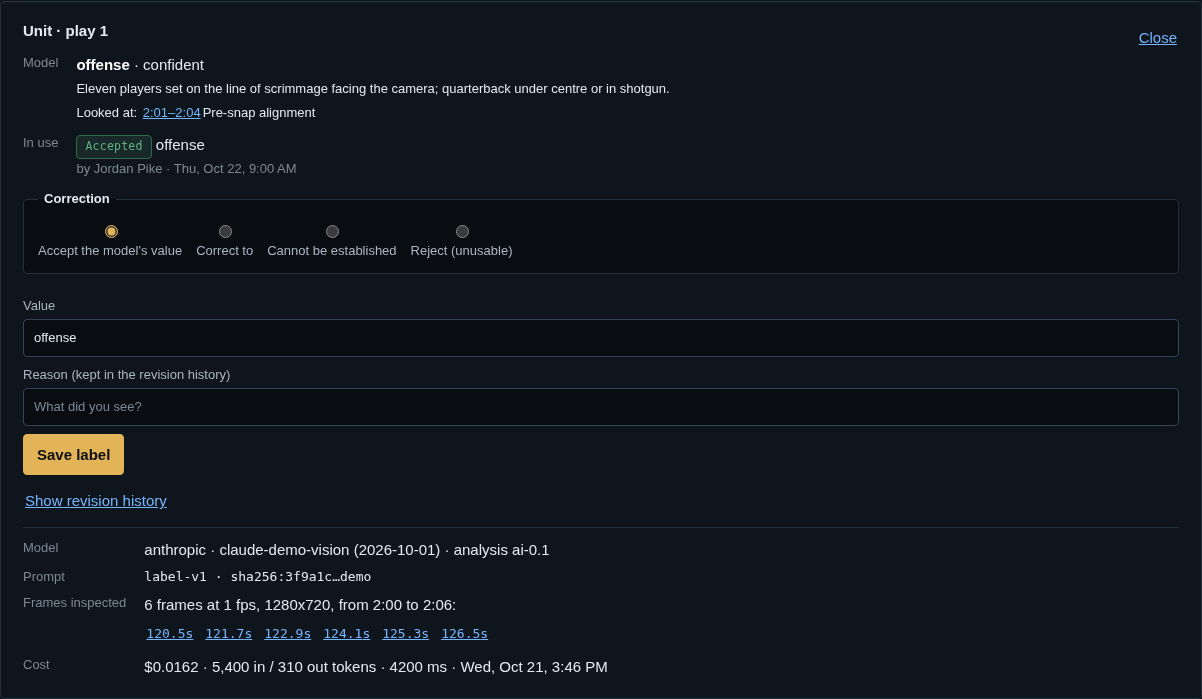 Unit · play 1
Close
Model
offense · confident
Eleven players set on the line of scrimmage facing the camera; quarterback under centre or in shotgun.
Looked at: 2:01–2:04 Pre-snap alignment
In use
Accepted offense
by Jordan Pike · Thu, Oct 22, 9:00 AM
Correction
Accept the model's value
Correct to
Cannot be established
Reject (unusable)
Value
offense
Reason (kept in the revision history)
What did you see?
Save label
Show revision history
Model
anthropic · claude-demo-vision (2026-10-01) · analysis ai-0.1
Prompt
label-v1 · sha256:3f9a1c…demo
Frames inspected
6 frames at 1 fps, 1280x720, from 2:00 to 2:06:
120.5s 121.7s 122.9s 124.1s 125.3s 126.5s
Cost
$0.0162 · 5,400 in / 310 out tokens · 4200 ms · Wed, Oct 21, 3:46 PM